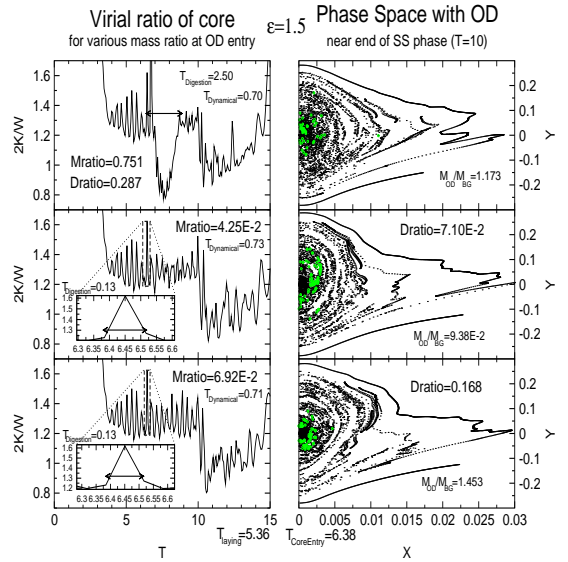 Virial ratio of core
for various mass ratio at OD entry
ε=1.5
Phase Space with OD
near end of SS phase (T=10)
1.6
1.4
1.2
1
0.8
2K/W
T_Digestion=2.50
T_Dynamical=0.70
Mratio=0.751
Dratio=0.287
M_OD/M_BG=1.173
0.2
0.1
0
-0.1
-0.2
Y
1.6
1.4
1.2
1
0.8
2K/W
Mratio=4.25E-2
T_Dynamical=0.73
T_Digestion=0.13
1.6
1.5
1.4
1.3
6.3 6.35 6.4 6.45 6.5 6.55 6.6
Dratio=7.10E-2
M_OD/M_BG=9.38E-2
0.2
0.1
0
-0.1
-0.2
Y
1.6
1.4
1.2
1
0.8
2K/W
Mratio=6.92E-2
T_Dynamical=0.71
T_Digestion=0.13
1.6
1.5
1.4
1.3
1.2
6.3 6.35 6.4 6.45 6.5 6.55 6.6
Dratio=0.168
M_OD/M_BG=1.453
0.2
0.1
0
-0.1
-0.2
Y
0 5 10 15
T
T_laying=5.36
T_CoreEntry=6.38
0 0.005 0.01 0.015 0.02 0.025 0.03
X